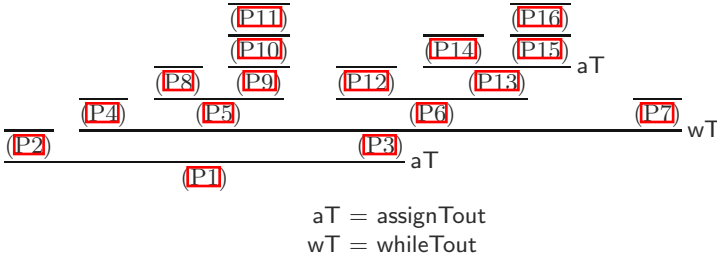 (P11) (P16)
(P10) (P14) (P15)
(P8) (P9) (P12) (P13) aT
(P4) (P5) (P6) (P7)
(P2) (P3) wT
(P1) aT
aT = assignTout
wT = whileTout